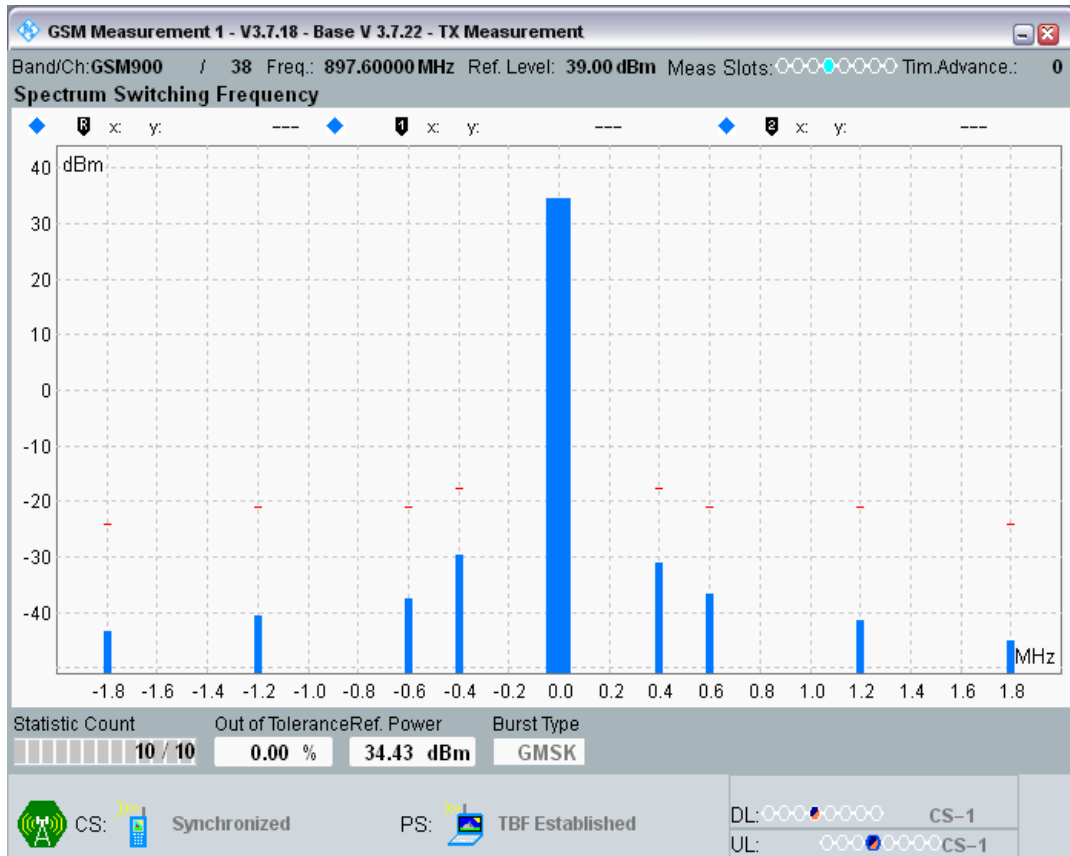 GSM Measurement 1 - V3.7.18 - Base V 3.7.22 - TX Measurement
Band/Ch:GSM900 / 38 Freq.: 897.60000 MHz Ref. Level: 39.00 dBm Meas Slots: Tim.Advance.: 0
Spectrum Switching Frequency
R x: y: --- 1 x: y: --- 2 x: y: ---
dBm
40
30
20
10
0
-10
-20
-30
-40
MHz
-1.8 -1.6 -1.4 -1.2 -1.0 -0.8 -0.6 -0.4 -0.2 0.0 0.2 0.4 0.6 0.8 1.0 1.2 1.4 1.6 1.8
Statistic Count Out of Tolerance Ref. Power Burst Type
10 / 10 0.00 % 34.43 dBm GMSK
CS: Synchronized PS: TBF Established DL: CS-1
UL: CS-1